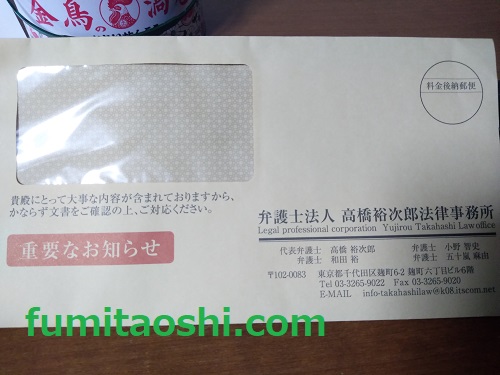 金鳥の渦
料金後納郵便
貴殿にとって大事な内容が含まれておりますから、
かならず文書をご確認の上、ご対応ください。
重要なお知らせ
弁護士法人 高橋裕次郎法律事務所
Legal professional corporation Yujirou Takahashi Lawoffice
代表弁護士 高橋 裕次郎 弁護士 小野 智史
弁護士 和田 裕 弁護士 五十嵐 麻由
〒102-0083 東京都千代田区麹町6-2 麹町六丁目ビル6階
Tel 03-3265-9022 Fax 03-3265-9020
E-MAIL info-takahashilaw@k08.itscom.net
fumitaoshi.com